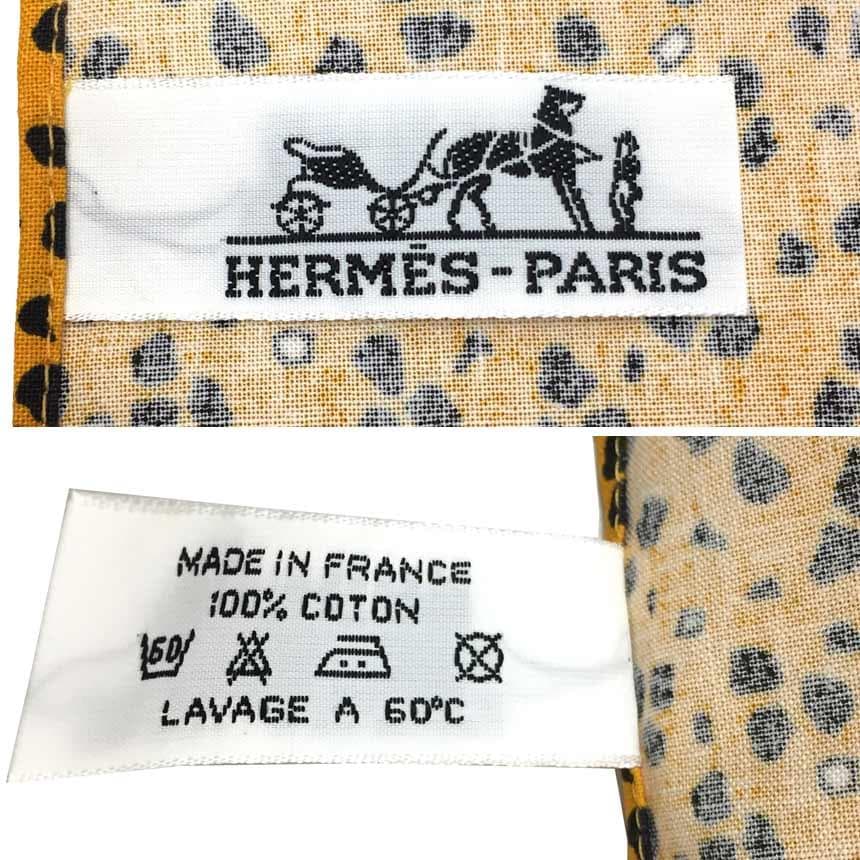 HERMÈS-PARIS
MADE IN FRANCE
100% COTON
60
LAVAGE A 60°C